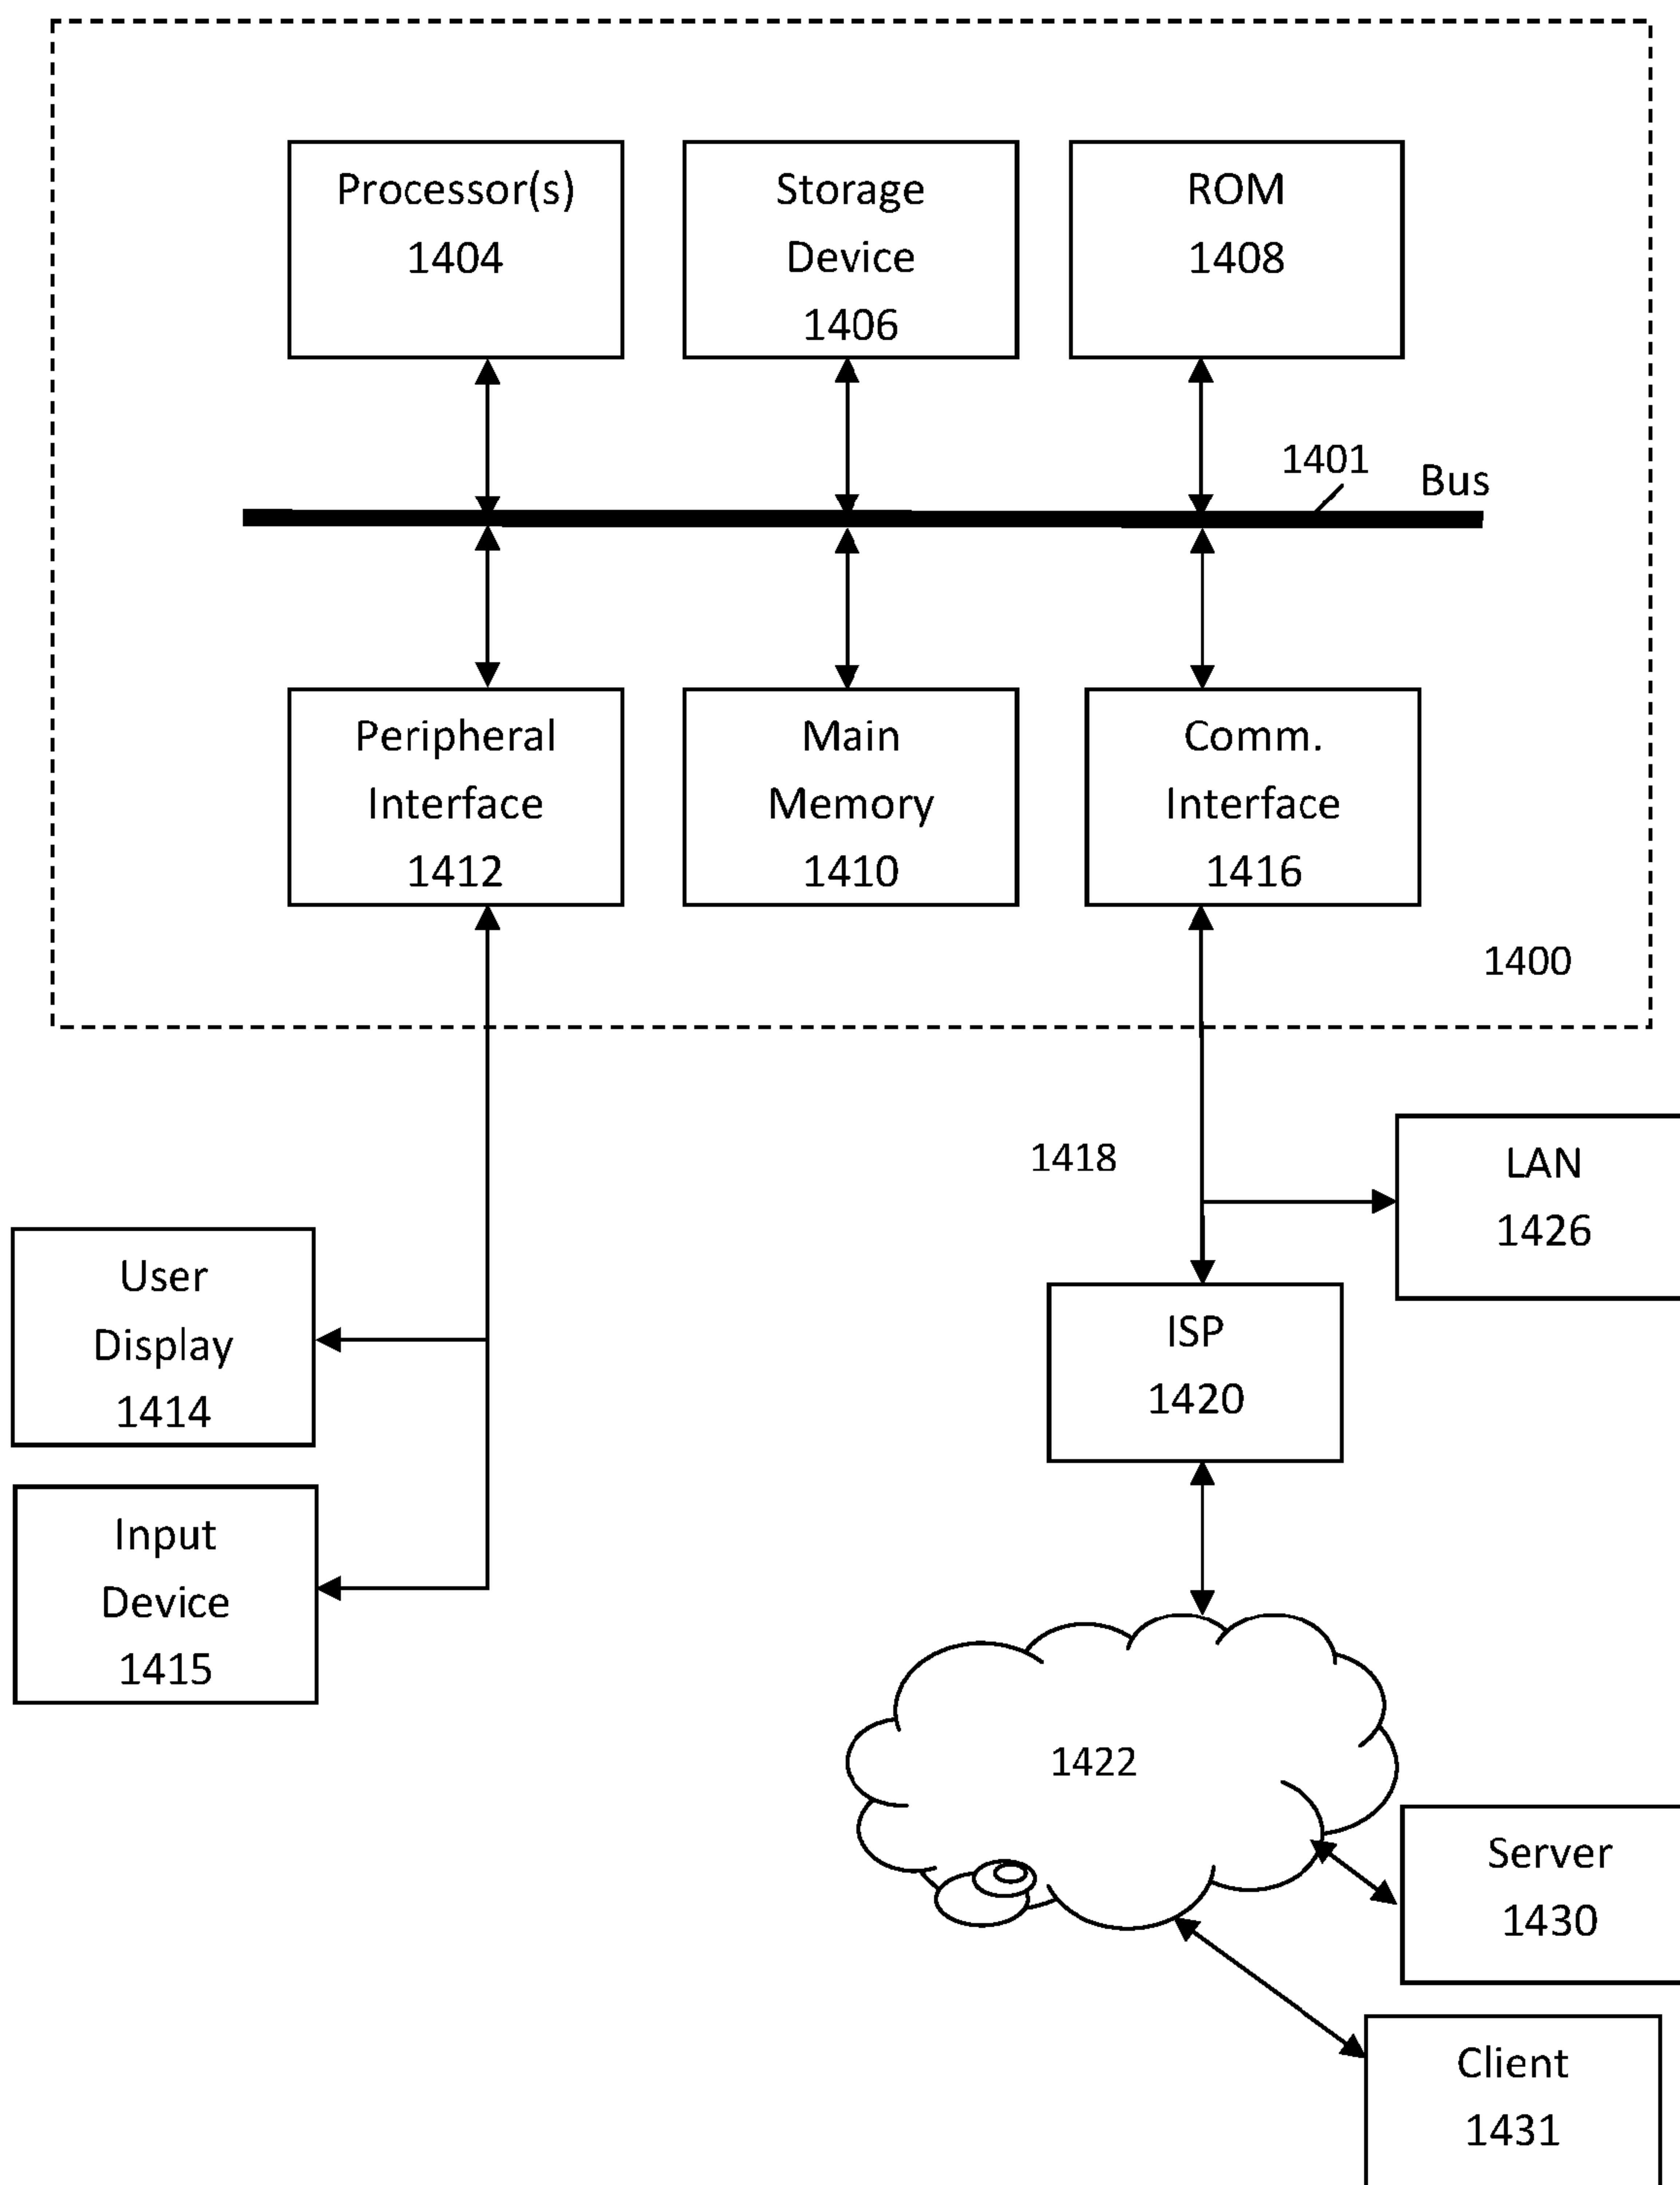 Processor(s)
1404
Storage
Device
1406
ROM
1408
1401
Bus
Peripheral
Interface
1412
Main
Memory
1410
Comm.
Interface
1416
1400
1418
LAN
1426
User
Display
1414
ISP
1420
Input
Device
1415
1422
Server
1430
Client
1431